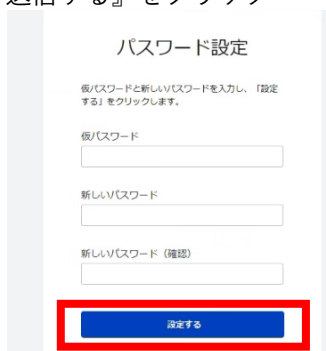 送信する』をクリック
パスワード設定
仮パスワードと新しいパスワードを入力し、「設定
する」をクリックします。
仮パスワード
新しいパスワード
新しいパスワード（確認）
設定する